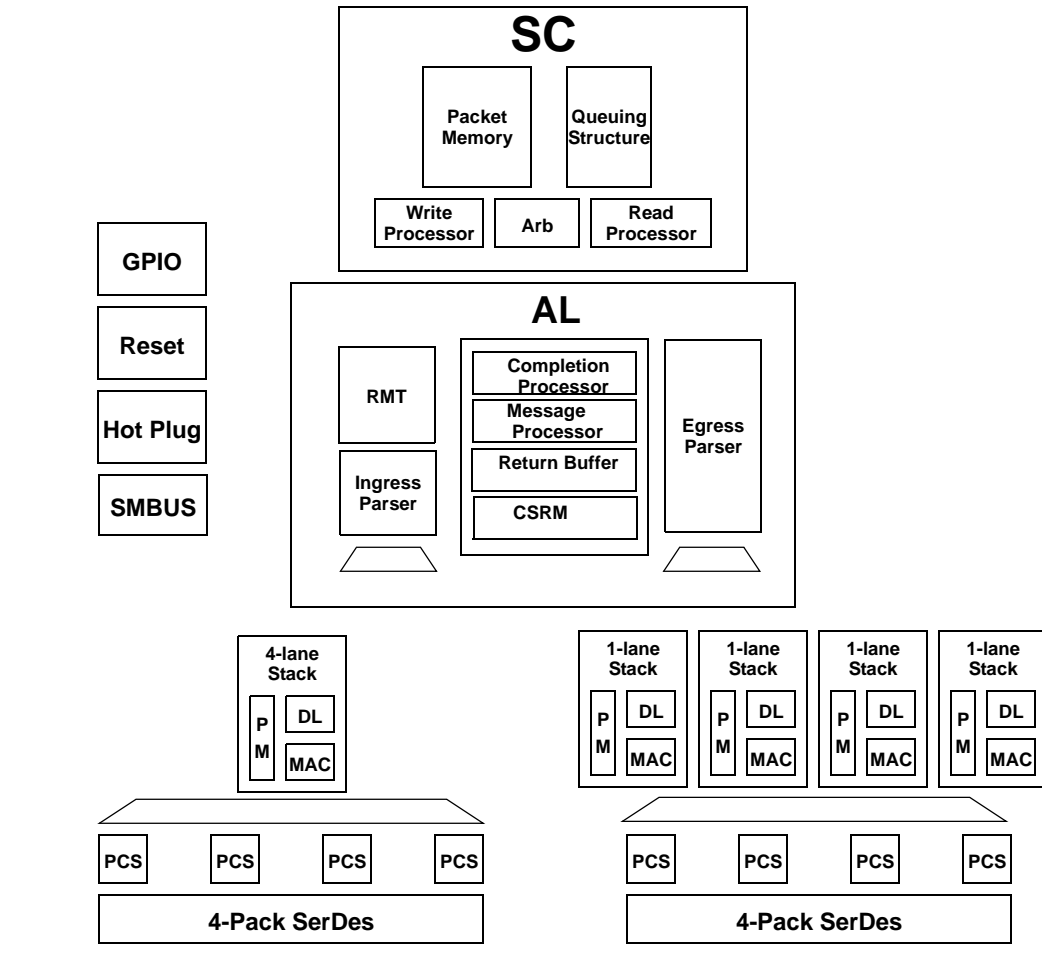 SC
Packet
Memory
Queuing
Structure
Write
Processor
Arb
Read
Processor
GPIO
Reset
Hot Plug
SMBUS
AL
RMT
Ingress
Parser
Completion
Processor
Message
Processor
Return Buffer
CSRM
Egress
Parser
4-lane
Stack
P
M
DL
MAC
1-lane
Stack
P
M
DL
MAC
1-lane
Stack
P
M
DL
MAC
1-lane
Stack
P
M
DL
MAC
1-lane
Stack
P
M
DL
MAC
PCS
PCS
PCS
PCS
4-Pack SerDes
PCS
PCS
PCS
PCS
4-Pack SerDes